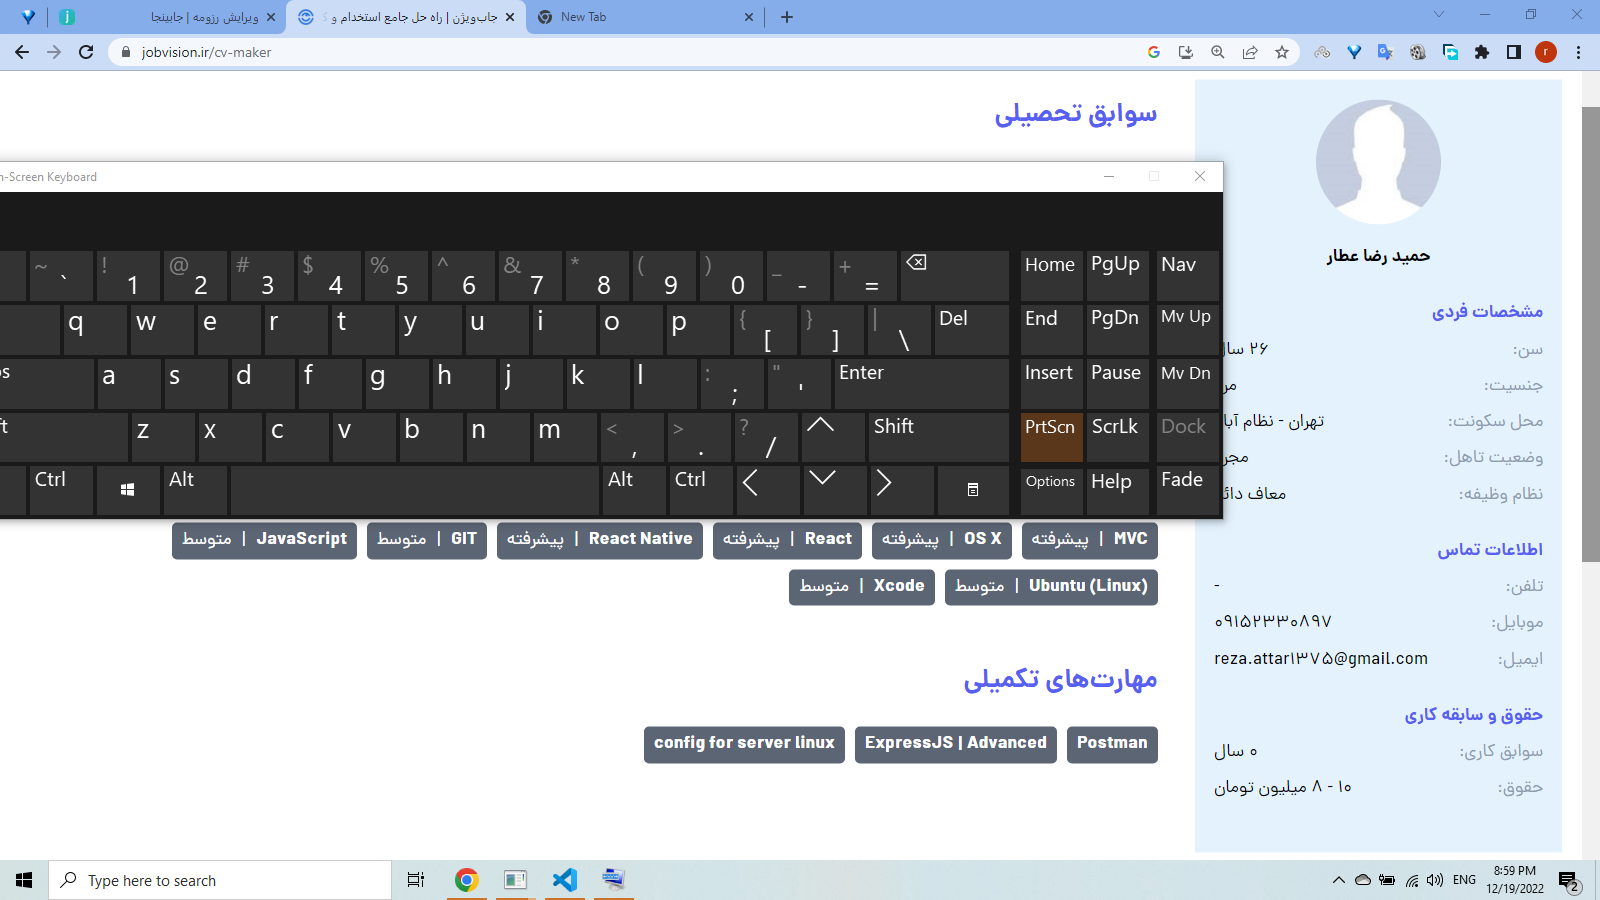 ویرایش رزومه | جابینجا
جاب‌ویژن | راه حل جامع استخدام و
New Tab
jobvision.ir/cv-maker
r
سوابق تحصیلی
n-Screen Keyboard
~ ` ! 1 @ 2 # 3 $ 4 % 5 ^ 6 & 7 * 8 ( 9 ) 0 _ - + = Home PgUp Nav
q w e r t y u i o p { [ } ] | \ Del End PgDn Mv Up
a s d f g h j k l : ; " ' Enter Insert Pause Mv Dn
z x c v b n m < , > . ? / Shift PrtScn ScrLk Dock
Ctrl Alt Alt Ctrl Options Help Fade
MVC | پیشرفته
OS X | پیشرفته
React | پیشرفته
React Native | پیشرفته
GIT | متوسط
JavaScript | متوسط
Ubuntu (Linux) | متوسط
Xcode | متوسط
مهارت‌های تکمیلی
Postman
ExpressJS | Advanced
config for server linux
حمید رضا عطار
مشخصات فردی
سن: ۲۶
جنسیت:
محل سکونت: تهران - نظام
وضعیت تاهل:
نظام وظیفه: معاف
اطلاعات تماس
تلفن: -
موبایل: ۰۹۱۵۲۳۳۰۸۹۷
ایمیل: reza.attar۱۳۷۵@gmail.com
حقوق و سابقه کاری
سوابق کاری: ۰ سال
حقوق: ۱۰ - ۸ میلیون تومان
Type here to search
ENG
8:59 PM
12/19/2022
2